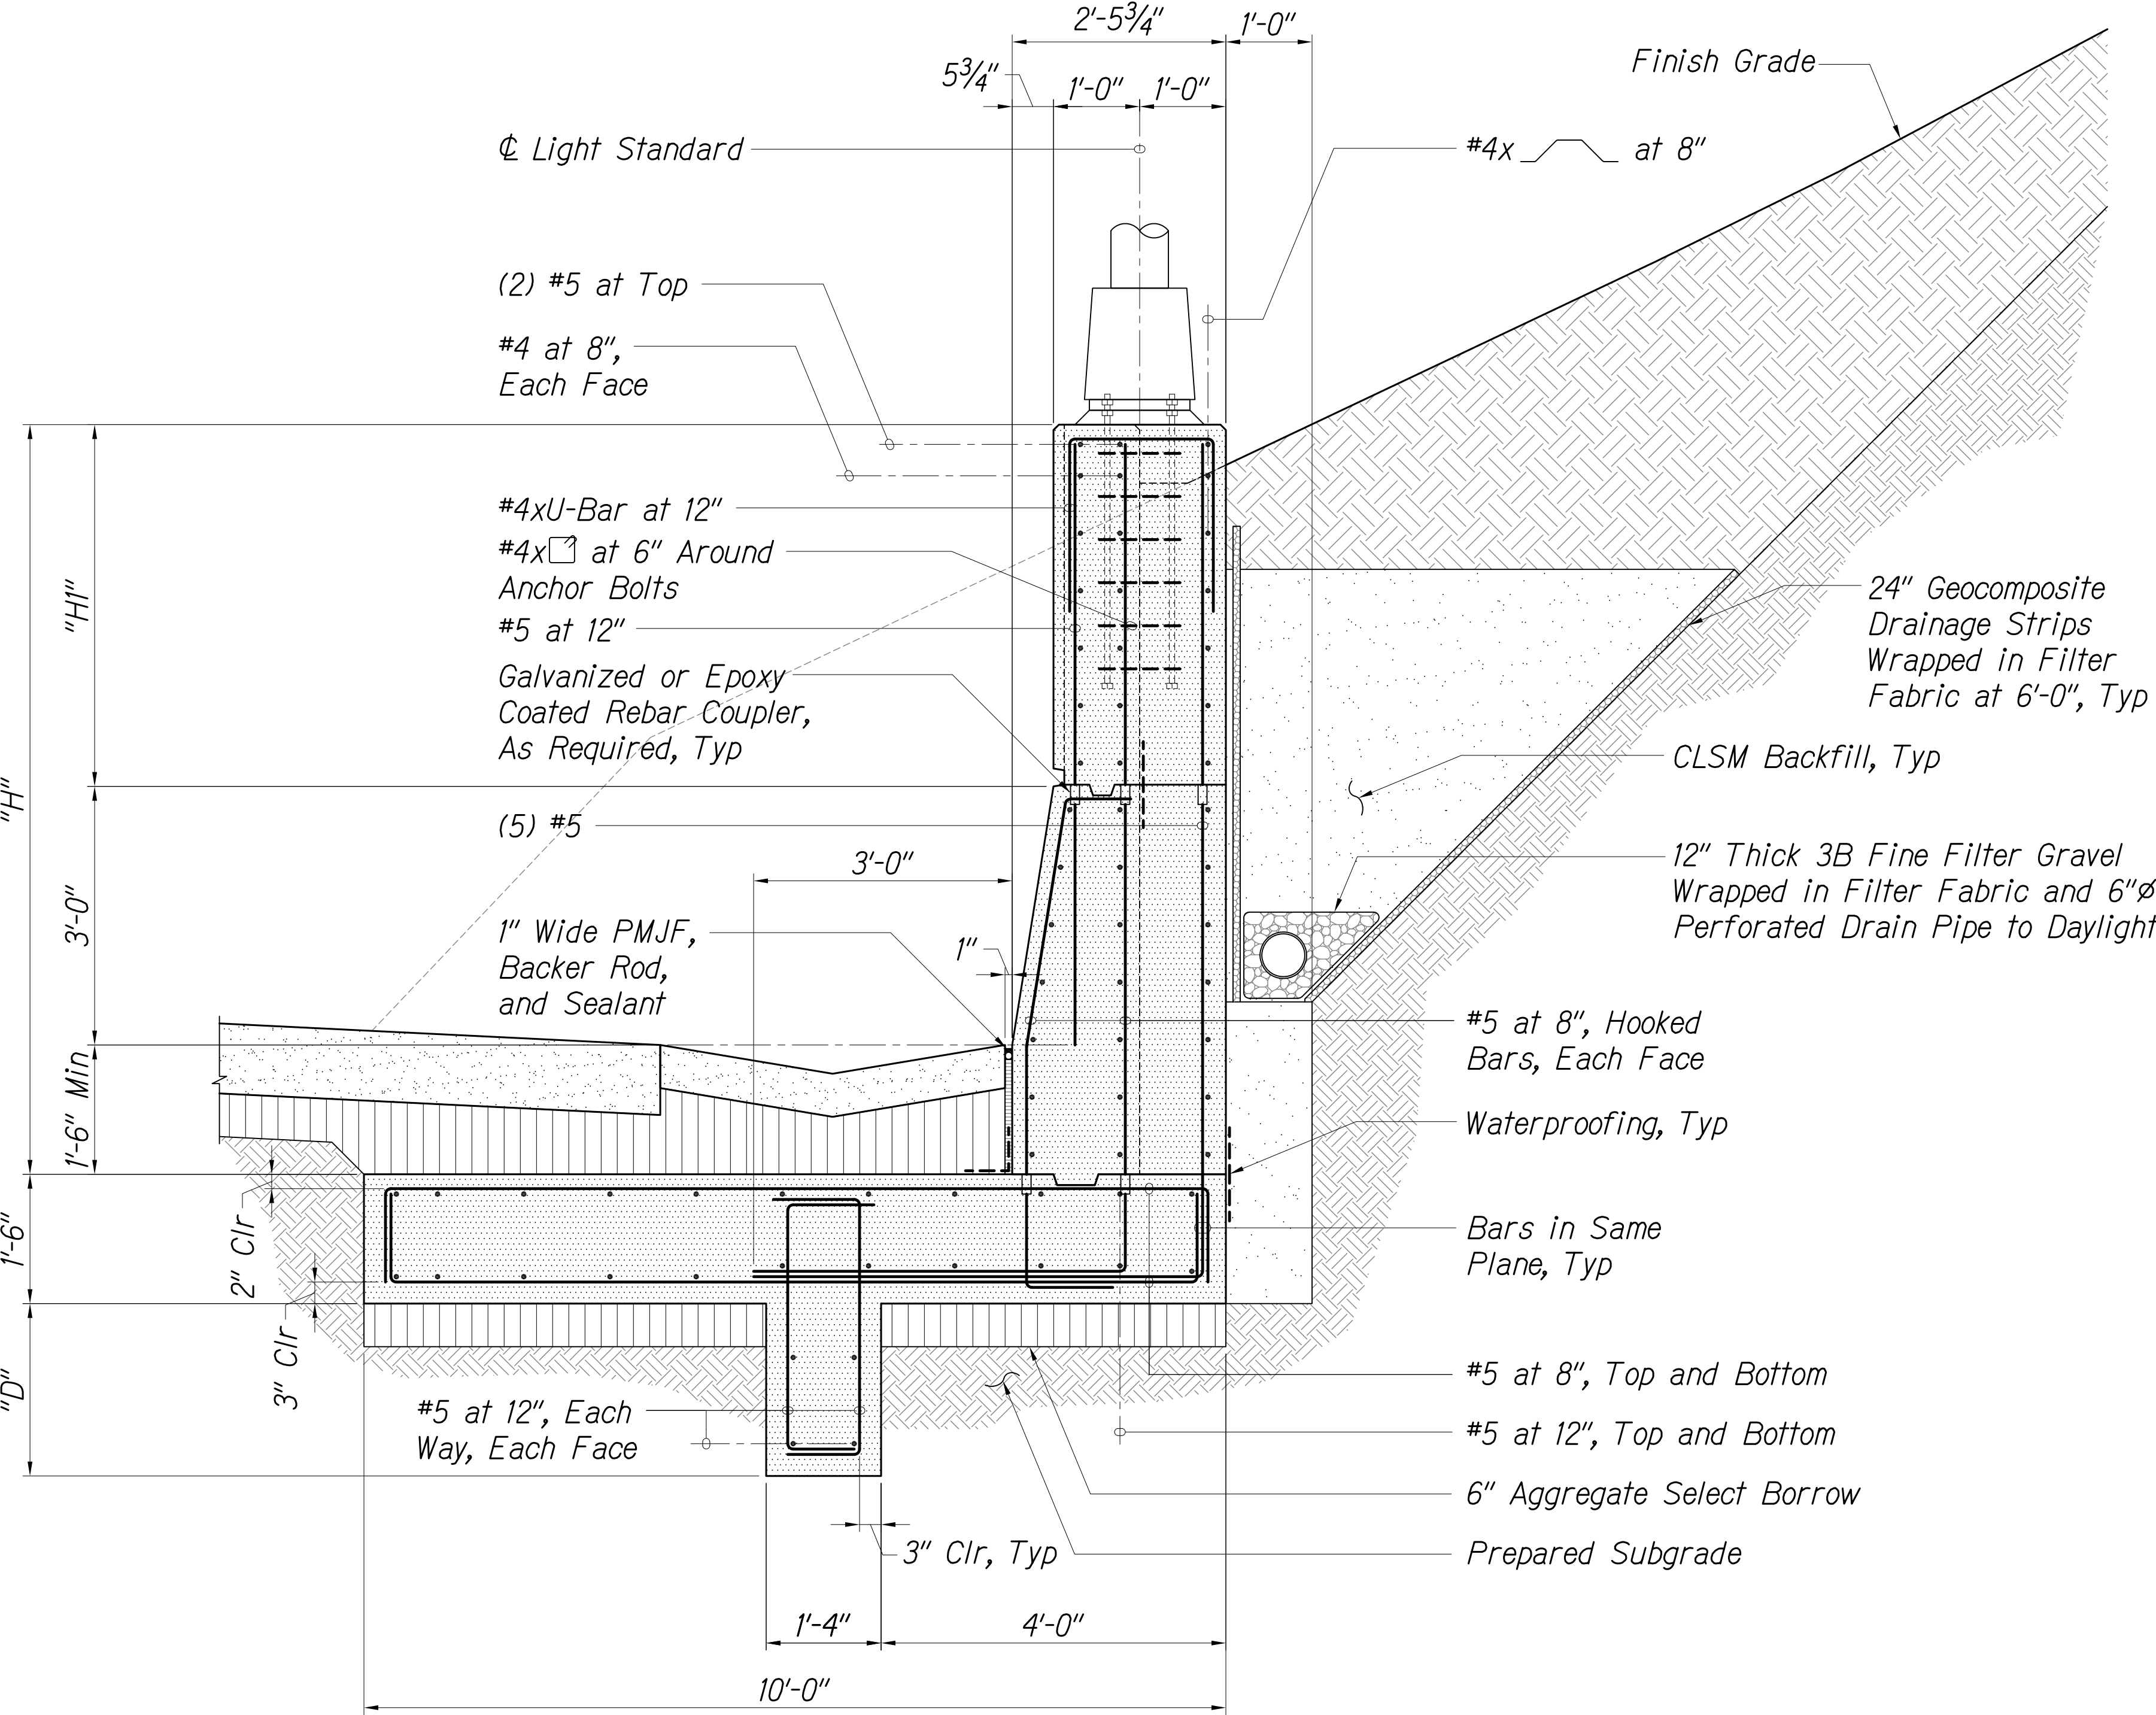 2'-5¾"
1'-0"
5¾"
1'-0"
1'-0"
Finish Grade
℄ Light Standard
#4x at 8"
(2) #5 at Top
#4 at 8",
Each Face
#4xU-Bar at 12"
#4x at 6" Around
Anchor Bolts
#5 at 12"
Galvanized or Epoxy
Coated Rebar Coupler,
As Required, Typ
(5) #5
3'-0"
1" Wide PMJF,
Backer Rod,
and Sealant
1"
24" Geocomposite
Drainage Strips
Wrapped in Filter
Fabric at 6'-0", Typ
CLSM Backfill, Typ
12" Thick 3B Fine Filter Gravel
Wrapped in Filter Fabric and 6"Ø
Perforated Drain Pipe to Daylight
#5 at 8", Hooked
Bars, Each Face
Waterproofing, Typ
Bars in Same
Plane, Typ
#5 at 8", Top and Bottom
#5 at 12", Top and Bottom
6" Aggregate Select Borrow
Prepared Subgrade
"H"
"H1"
3'-0"
1'-6" Min
1'-6"
"D"
2" Clr
3" Clr
#5 at 12", Each
Way, Each Face
3" Clr, Typ
1'-4"
4'-0"
10'-0"